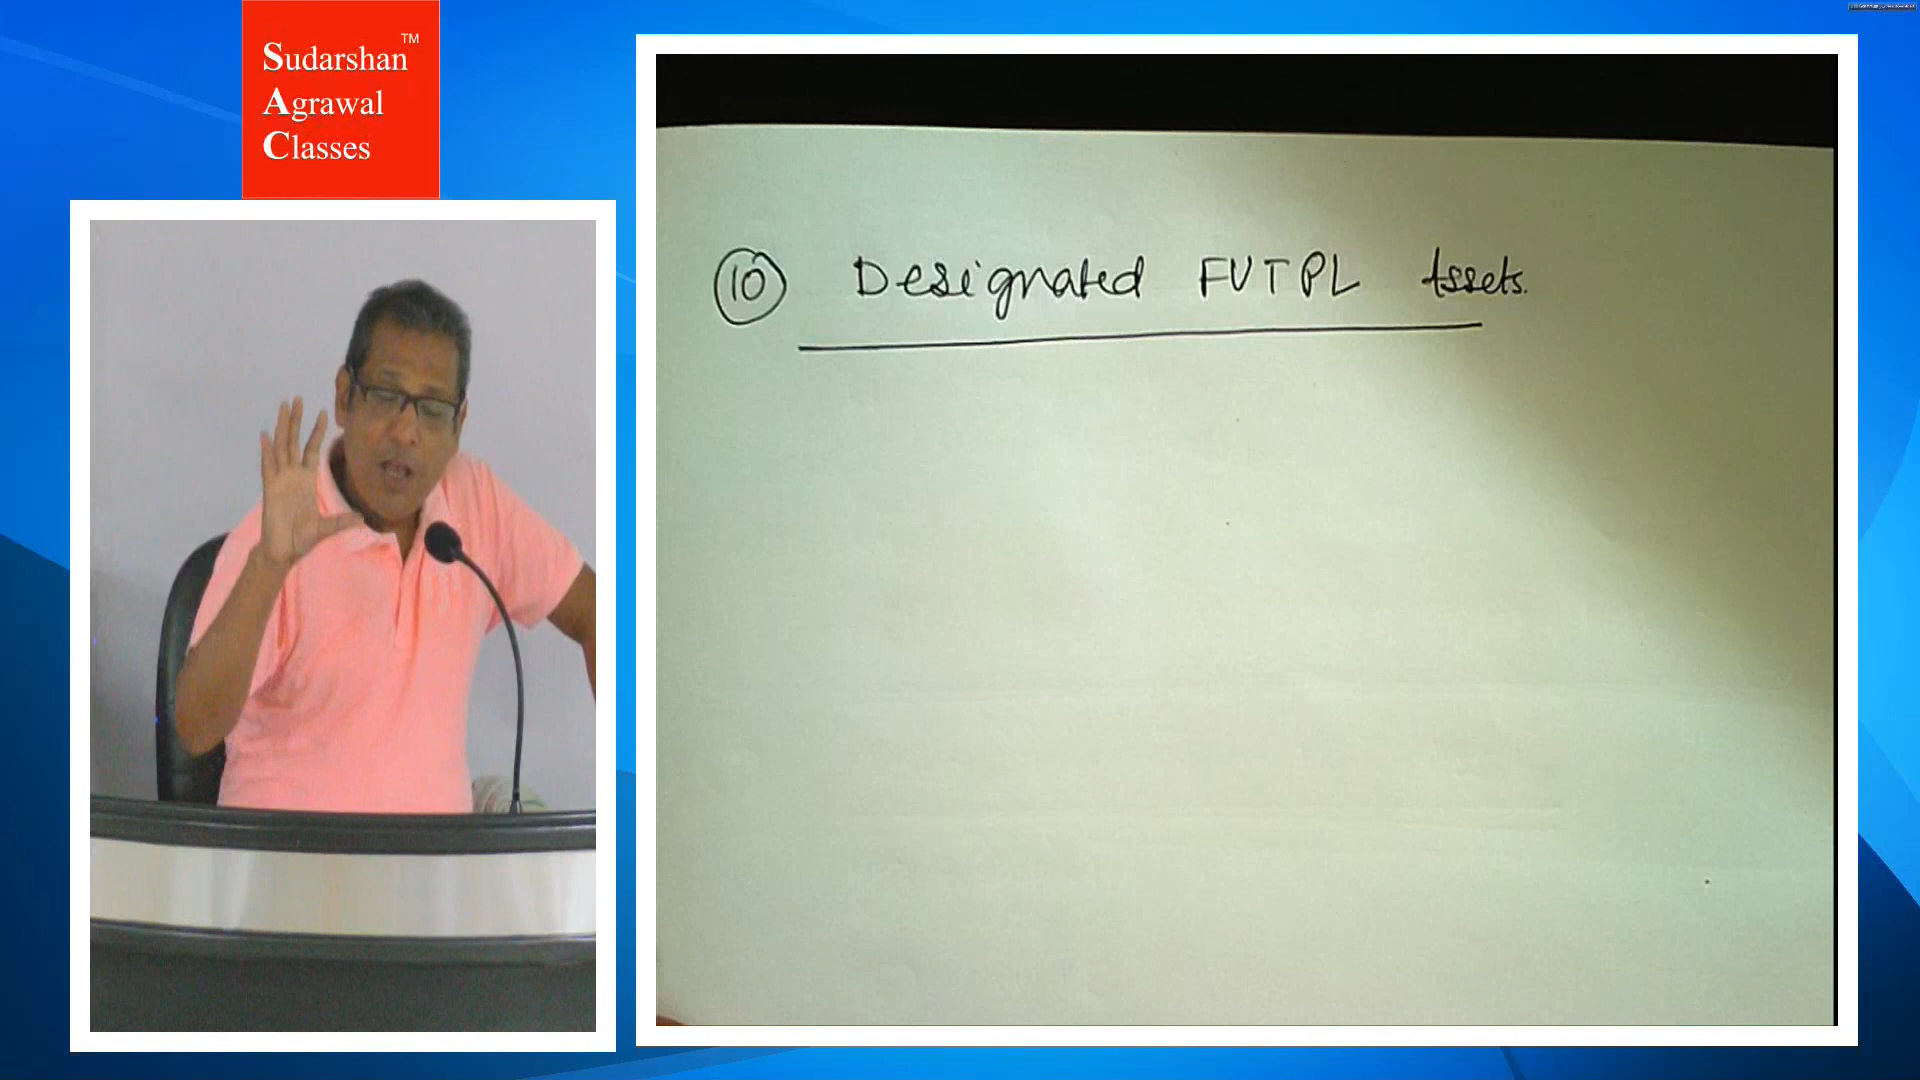 Sudarshan™
Agrawal
Classes
10 Designated FVTPL Assets.